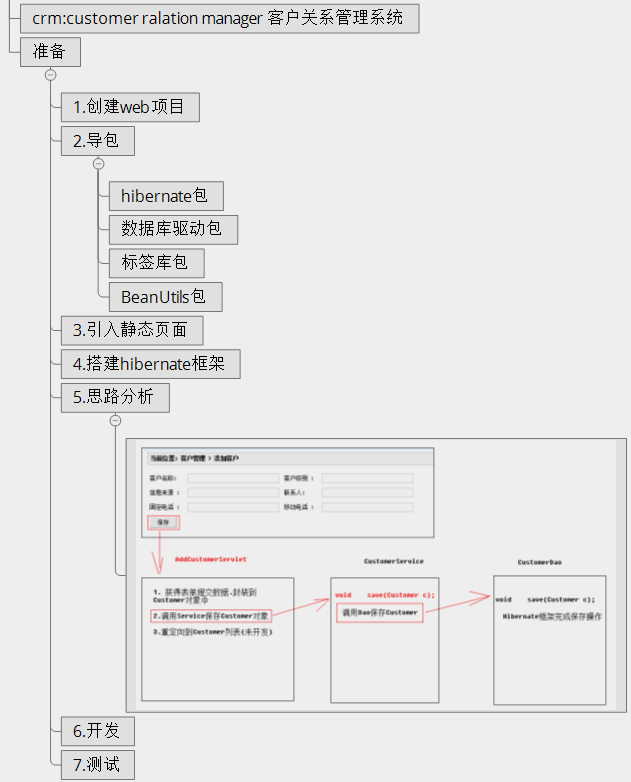 crm:customer ralation manager 客户关系管理系统
准备
1.创建web项目
2.导包
hibernate包
数据库驱动包
标签库包
BeanUtils包
3.引入静态页面
4.搭建hibernate框架
5.思路分析
当前位置：客户管理 > 添加客户
客户名称： 客户级别 ：
信息来源 ： 联系人：
固定电话 ： 移动电话 ：
保存
AddCustomerServlet
CustomerService
CustomerDao
1. 获得表单提交数据-封装到
Customer对象中
2.调用Service保存Customer对象
3.重定向到Customer列表(未开发)
void save(Customer c);
调用Dao保存Customer
void save(Customer c);
Hibernate框架完成保存操作
6.开发
7.测试